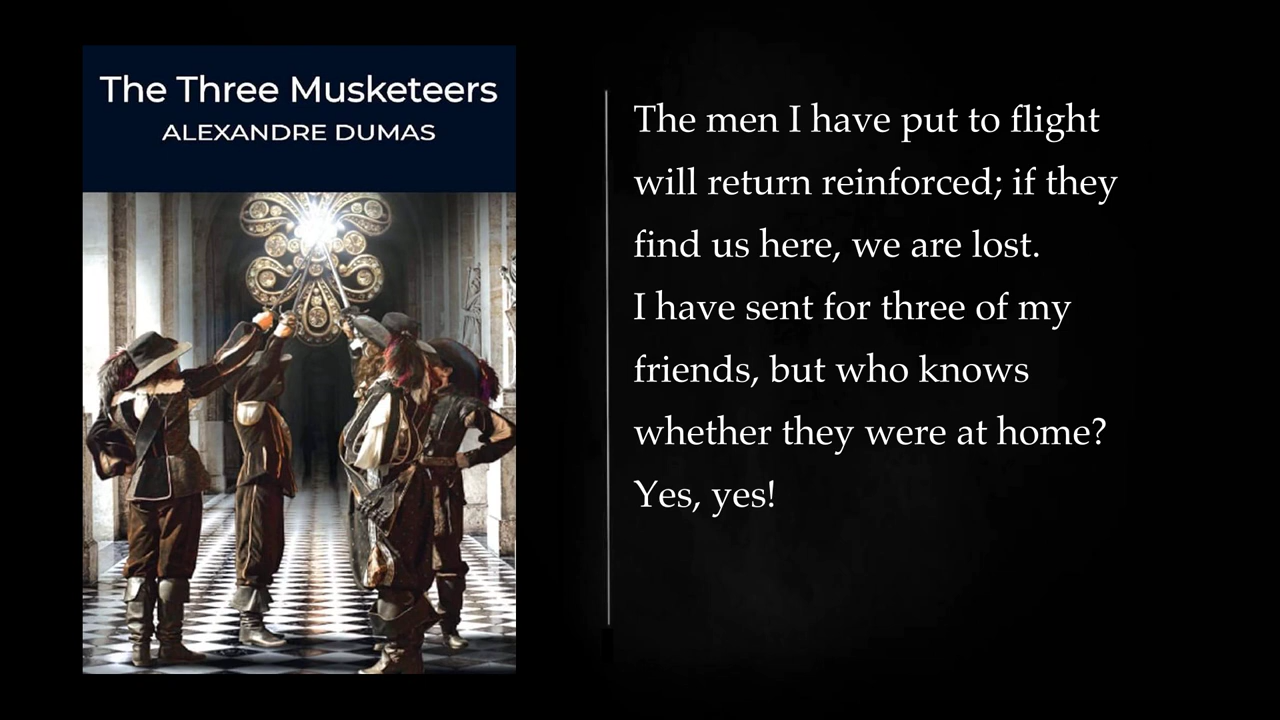 The Three Musketeers
ALEXANDRE DUMAS
The men I have put to flight
will return reinforced; if they
find us here, we are lost.
I have sent for three of my
friends, but who knows
whether they were at home?
Yes, yes!